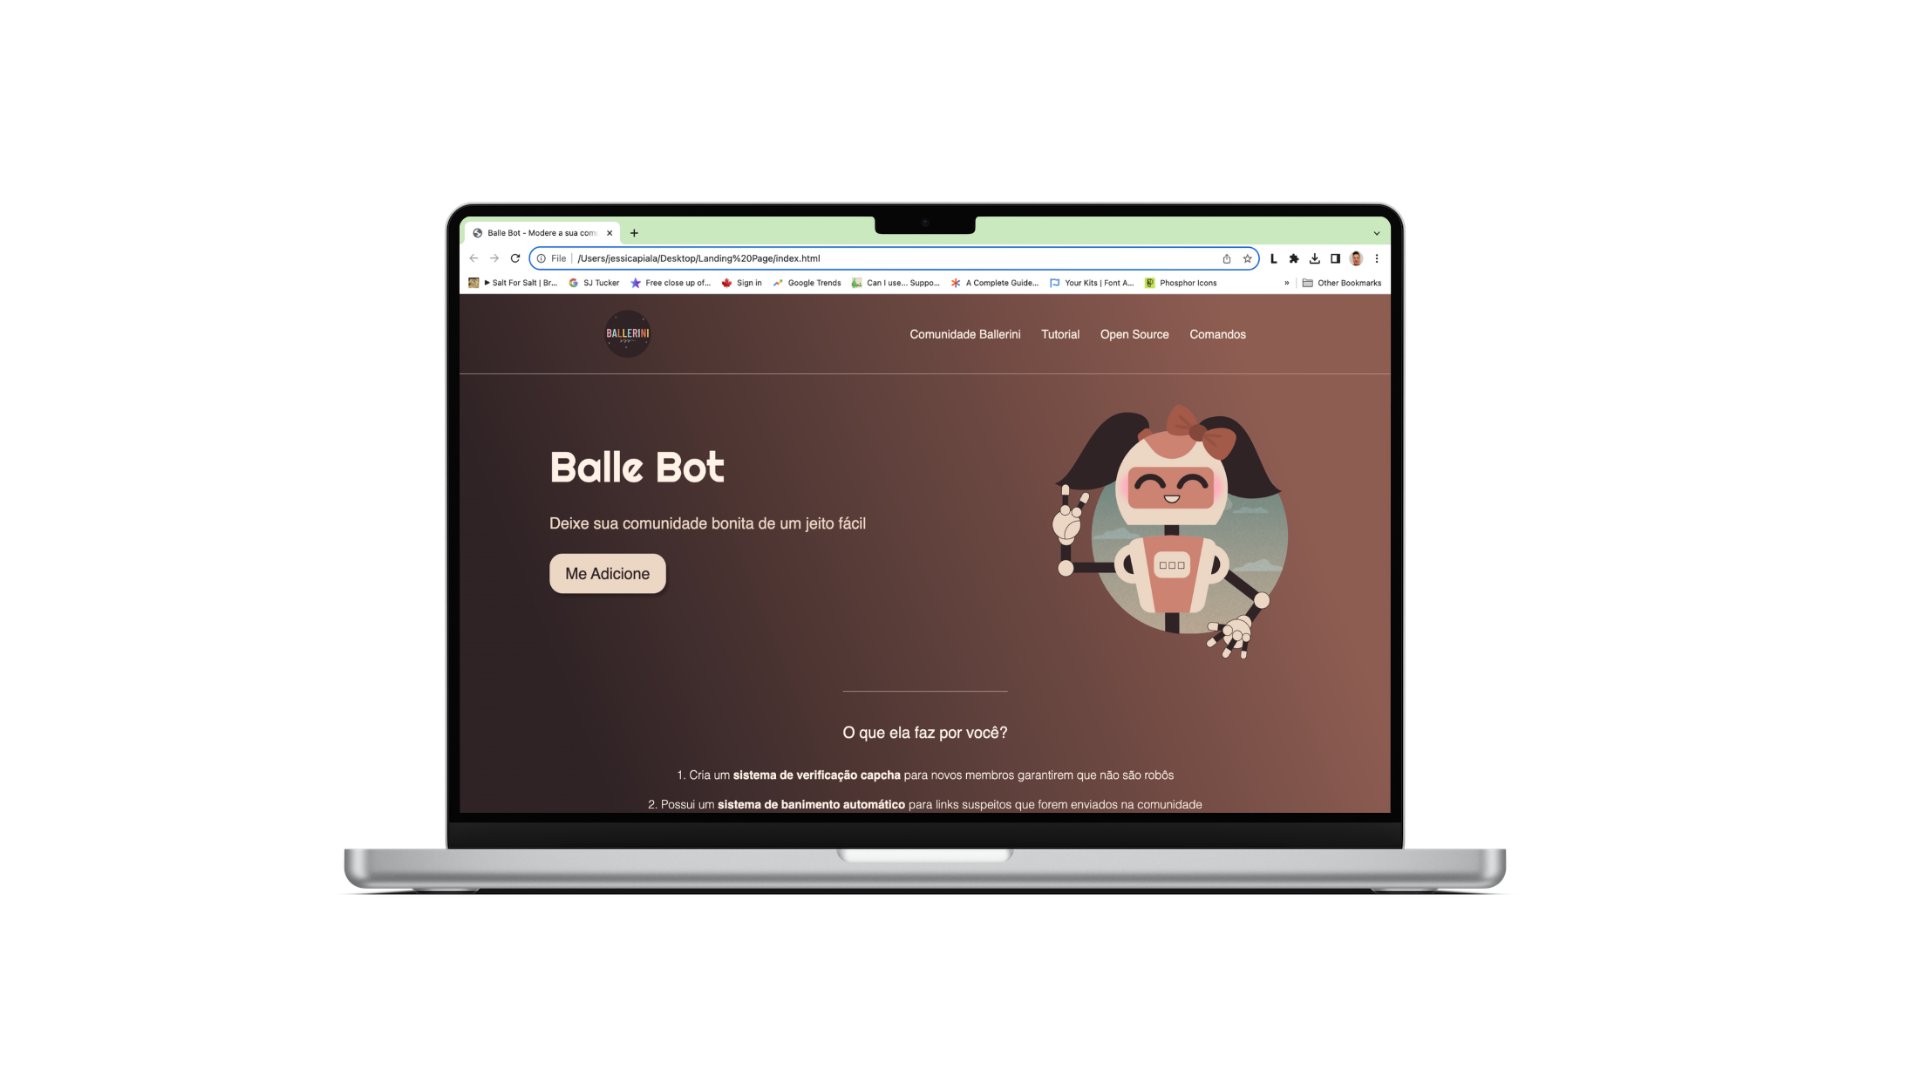 Balle Bot - Modere a sua com
File /Users/jessicapiala/Desktop/Landing%20Page/index.html
Salt For Salt | Br... SJ Tucker Free close up of... Sign in Google Trends Can I use... Suppo... A Complete Guide... Your Kits | Font A... Phosphor Icons » Other Bookmarks
BALLERINI
Comunidade Ballerini Tutorial Open Source Comandos
Balle Bot
Deixe sua comunidade bonita de um jeito fácil
Me Adicione
O que ela faz por você?
1. Cria um sistema de verificação capcha para novos membros garantirem que não são robôs
2. Possui um sistema de banimento automático para links suspeitos que forem enviados na comunidade